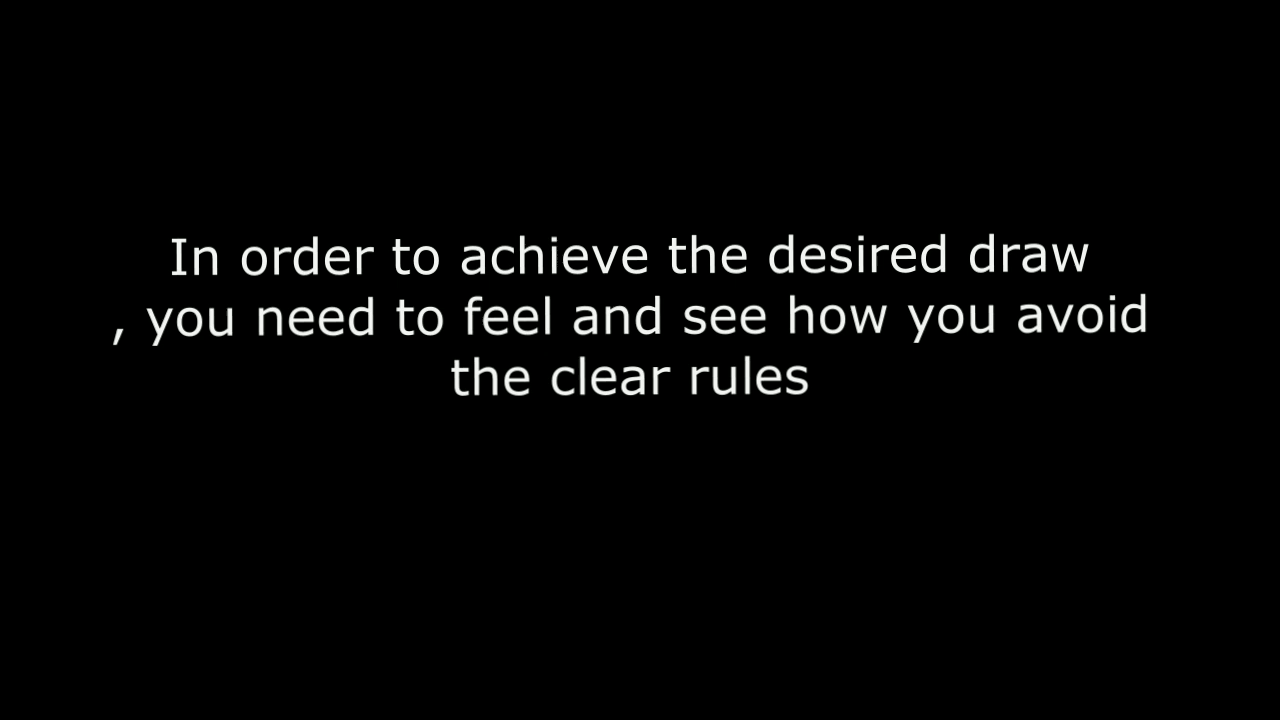 In order to achieve the desired draw
, you need to feel and see how you avoid
the clear rules